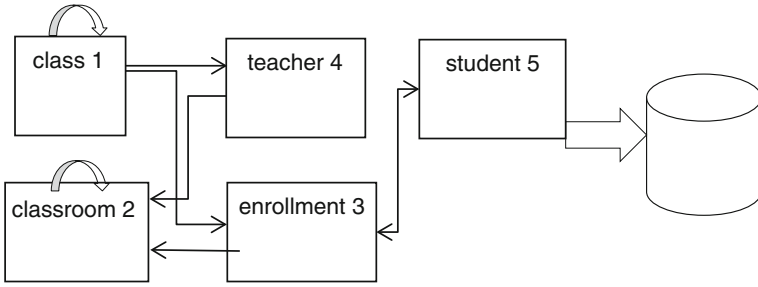 class 1
teacher 4
student 5
classroom 2
enrollment 3